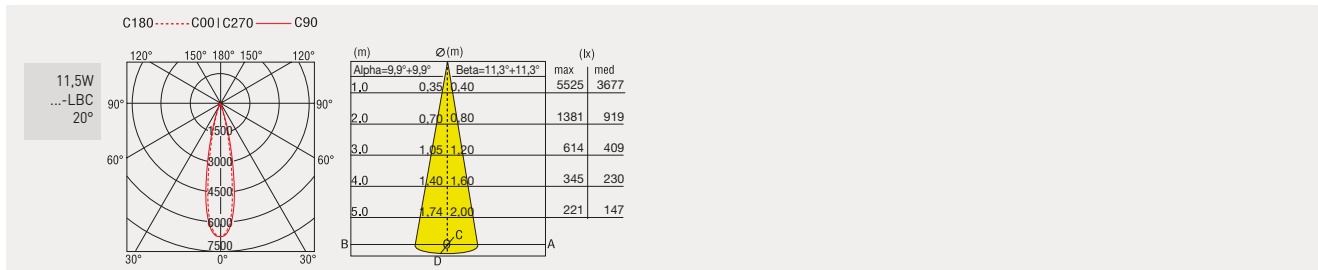 C180 C00 | C270 C90
11,5W
...-LBC
20°
120° 150° 180° 150° 120°
90° 90°
60° 60°
1500
3000
4500
6000
7500
30° 0° 30°
(m) Ø(m) (lx)
Alpha=9,9°+9,9° Beta=11,3°+11,3° max med
1.0 0,35 0,40 5525 3677
2.0 0,70 0,80 1381 919
3.0 1,05 1,20 614 409
4.0 1,40 1,60 345 230
5.0 1,74 2,00 221 147
B C A
D